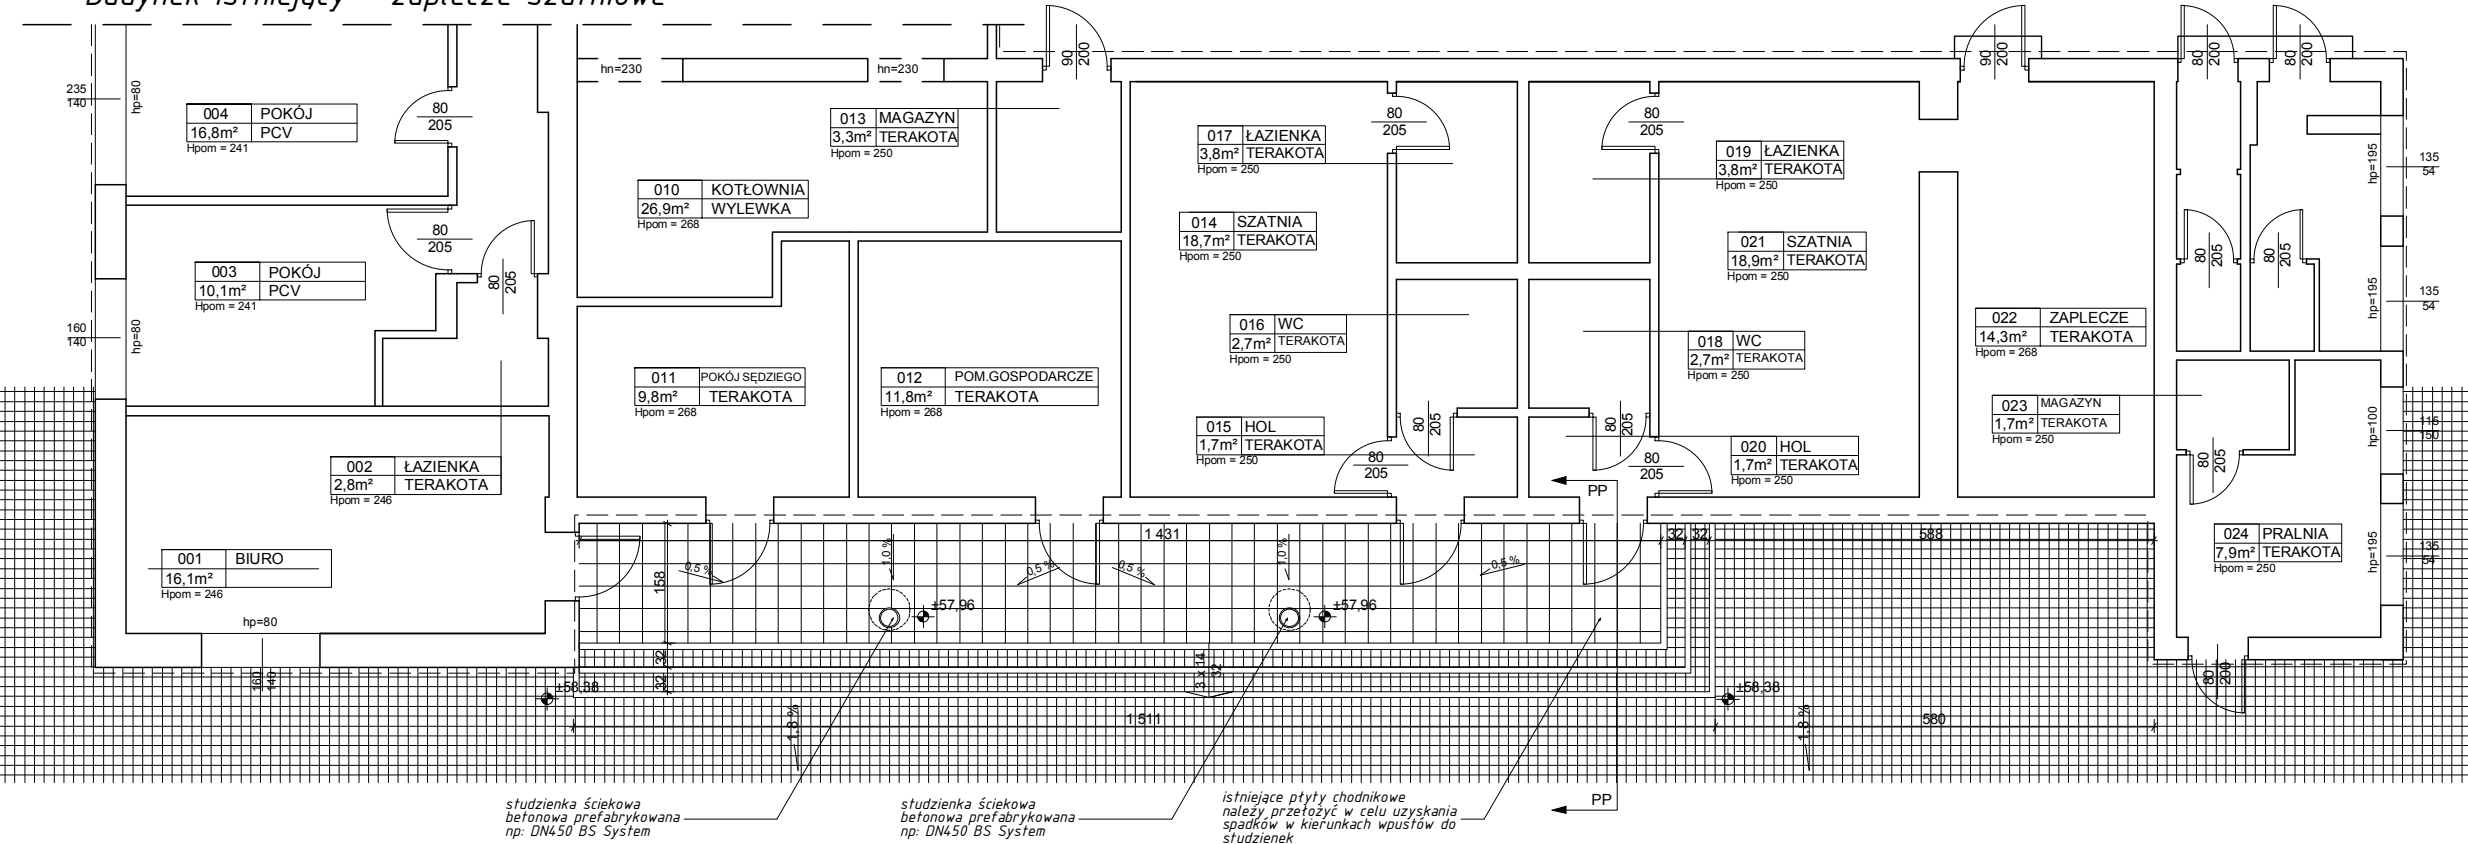 Budynek istniejący - zaplecze szatniowe
004 POKÓJ
16,8m² PCV
Hpom = 241
235
140
hp=80
80
205
003 POKÓJ
10,1m² PCV
Hpom = 241
160
140
hp=80
80
205
80
205
002 ŁAZIENKA
2,8m² TERAKOTA
Hpom = 246
001 BIURO
16,1m²
Hpom = 246
hp=80
160
140
hn=230
hn=230
90
200
013 MAGAZYN
3,3m² TERAKOTA
Hpom = 250
010 KOTŁOWNIA
26,9m² WYLEWKA
Hpom = 268
011 POKÓJ SĘDZIEGO
9,8m² TERAKOTA
Hpom = 268
012 POM.GOSPODARCZE
11,8m² TERAKOTA
Hpom = 268
017 ŁAZIENKA
3,8m² TERAKOTA
Hpom = 250
80
205
014 SZATNIA
18,7m² TERAKOTA
Hpom = 250
016 WC
2,7m² TERAKOTA
Hpom = 250
015 HOL
1,7m² TERAKOTA
Hpom = 250
80
205
80
205
80
205
019 ŁAZIENKA
3,8m² TERAKOTA
Hpom = 250
021 SZATNIA
18,9m² TERAKOTA
Hpom = 250
018 WC
2,7m² TERAKOTA
Hpom = 250
020 HOL
1,7m² TERAKOTA
Hpom = 250
80
205
80
205
90
200
80
200
80
200
022 ZAPLECZE
14,3m² TERAKOTA
Hpom = 268
023 MAGAZYN
1,7m² TERAKOTA
Hpom = 250
024 PRALNIA
7,9m² TERAKOTA
Hpom = 250
80
205
80
205
80
205
80
200
hp=195
135
54
hp=195
135
54
hp=100
115
150
hp=195
135
54
PP
1 431
32
32
588
158
32
32
0,5 %
1,0 %
0,5 %
0,5 %
1,0 %
0,5 %
±57,96
±57,96
3 x 14
32
±58,38
±58,38
1 511
580
1,8 %
1,8 %
PP
studzienka ściekowa
betonowa prefabrykowana
np: DN450 BS System
studzienka ściekowa
betonowa prefabrykowana
np: DN450 BS System
istniejące płyty chodnikowe
należy przełożyć w celu uzyskania
spadków w kierunkach wpustów do
studzienek